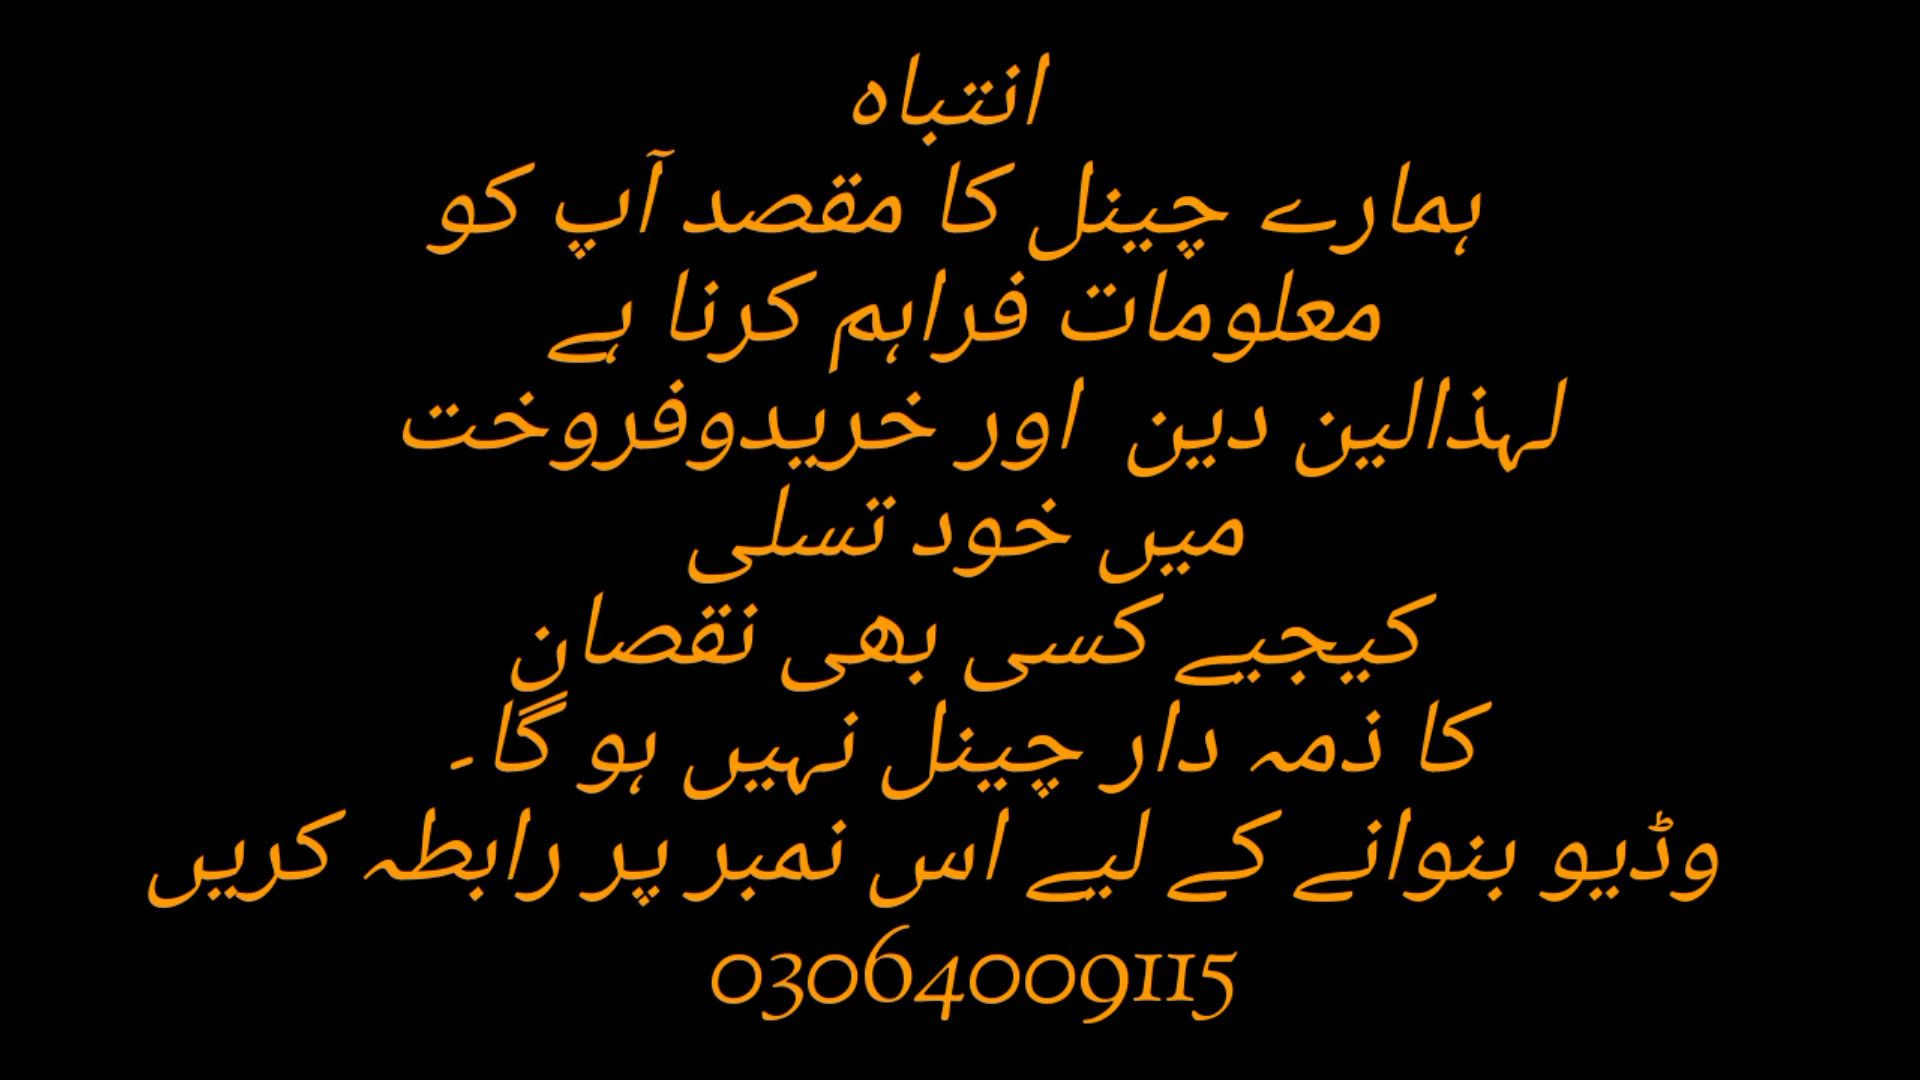 انتباہ
ہمارے چینل کا مقصد آپ کو
معلومات فراہم کرنا ہے
لہذالین دین  اور خریدوفروخت
میں خود تسلی
کیجیے کسی بھی نقصان
کا ذمہ دار چینل نہیں ہو گا۔
وڈیو بنوانے کے لیے اس نمبر پر رابطہ کریں
03064009115